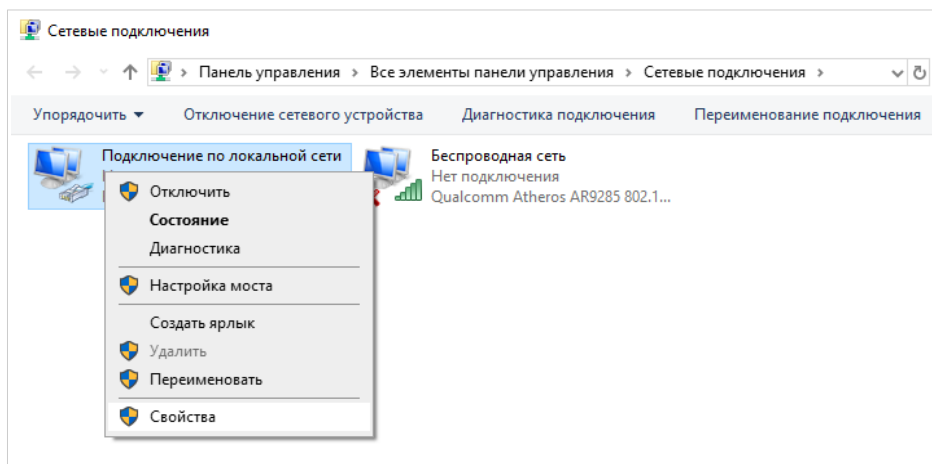 Сетевые подключения
Панель управления > Все элементы панели управления > Сетевые подключения >
Упорядочить Отключение сетевого устройства Диагностика подключения Переименование подключения
Подключение по локальной сети
Беспроводная сеть
Нет подключения
Qualcomm Atheros AR9285 802.1...
Отключить
Состояние
Диагностика
Настройка моста
Создать ярлык
Удалить
Переименовать
Свойства